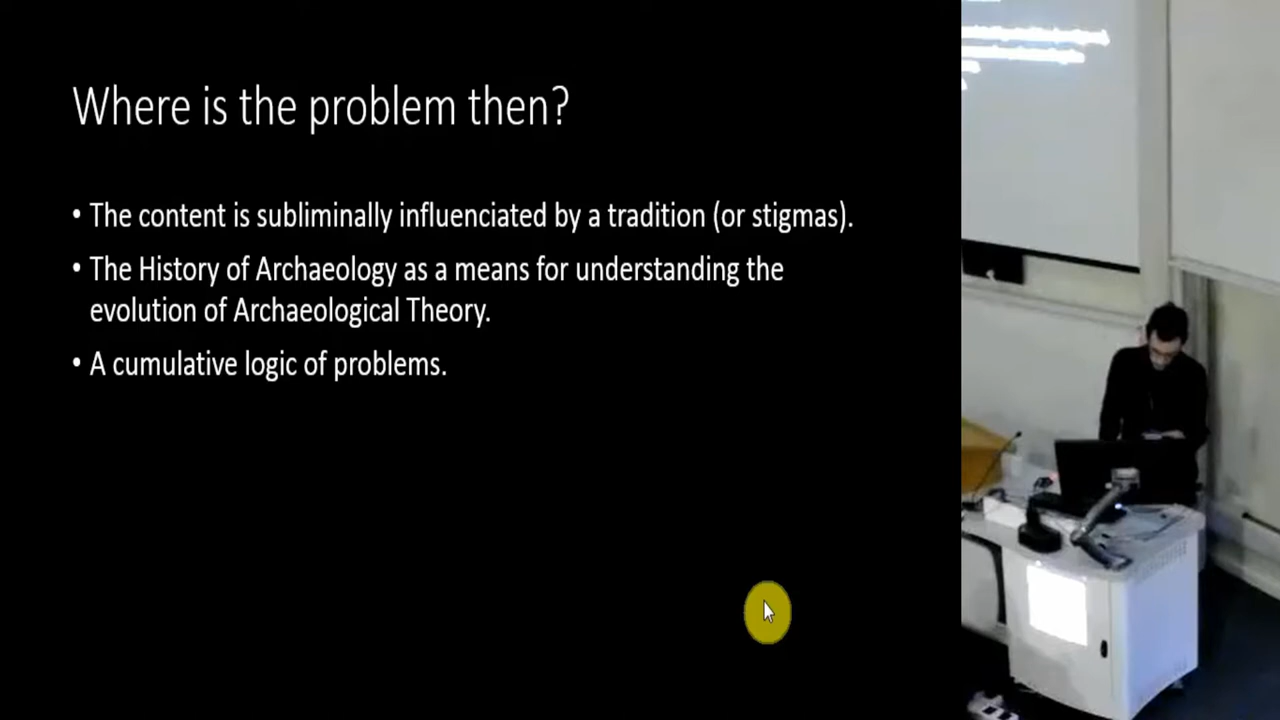 Where is the problem then?
• The content is subliminally influenciated by a tradition (or stigmas).
• The History of Archaeology as a means for understanding the
evolution of Archaeological Theory.
• A cumulative logic of problems.